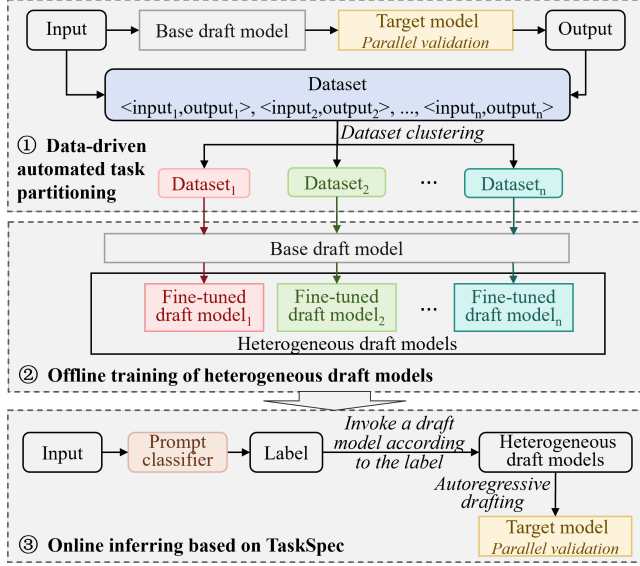 Input
Base draft model
Target model
Parallel validation
Output
Dataset
<input₁,output₁>, <input₂,output₂>, ..., <inputₙ,outputₙ>
Dataset clustering
① Data-driven
automated task
partitioning
Dataset₁
Dataset₂
...
Datasetₙ
Base draft model
Fine-tuned
draft model₁
Fine-tuned
draft model₂
...
Fine-tuned
draft modelₙ
Heterogeneous draft models
② Offline training of heterogeneous draft models
Input
Prompt
classifier
Label
Invoke a draft
model according
to the label
Heterogeneous
draft models
Autoregressive
drafting
Target model
Parallel validation
③ Online inferring based on TaskSpec